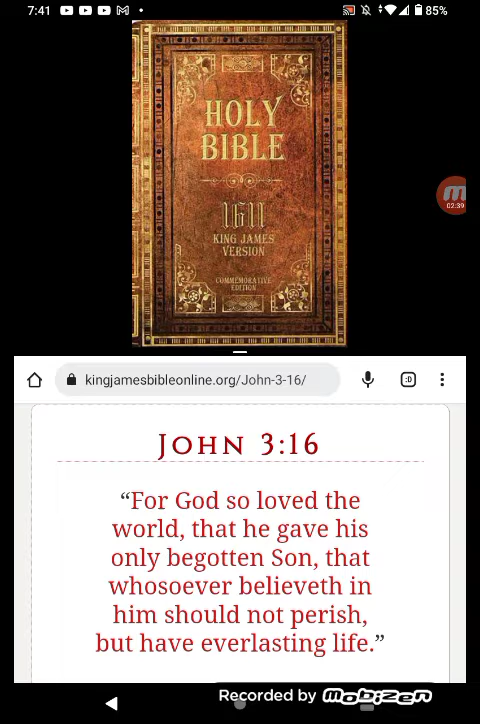 7:41
85%
HOLY
BIBLE
1611
KING JAMES
VERSION
COMMEMORATIVE
EDITION
02:39
kingjamesbibleonline.org/John-3-16/
:D
JOHN 3:16
“For God so loved the
world, that he gave his
only begotten Son, that
whosoever believeth in
him should not perish,
but have everlasting life.”
Recorded by Mobizen